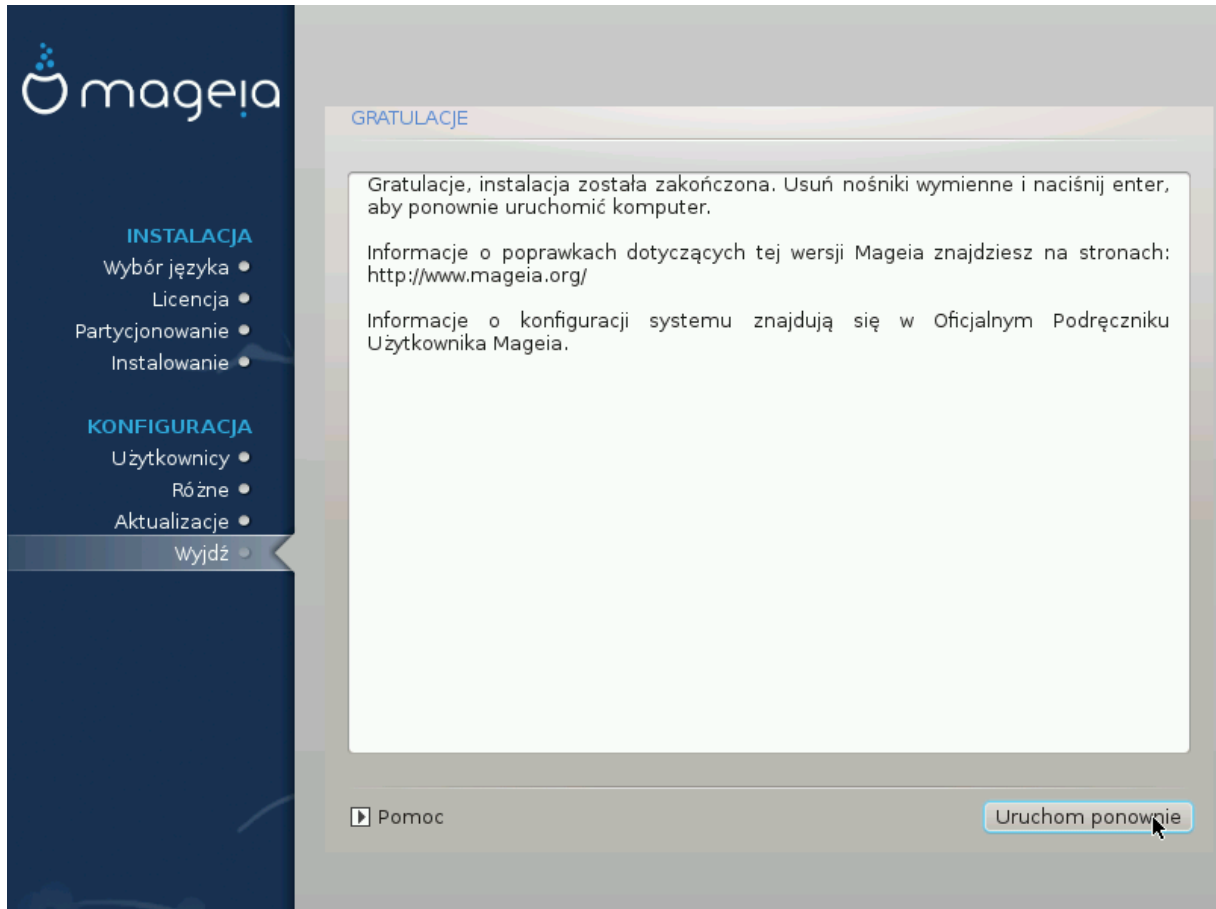 mageia
INSTALACJA
Wybór języka
Licencja
Partycjonowanie
Instalowanie
KONFIGURACJA
Użytkownicy
Różne
Aktualizacje
Wyjdź
GRATULACJE
Gratulacje, instalacja została zakończona. Usuń nośniki wymienne i naciśnij enter,
aby ponownie uruchomić komputer.
Informacje o poprawkach dotyczących tej wersji Mageia znajdziesz na stronach:
http://www.mageia.org/
Informacje o konfiguracji systemu znajdują się w Oficjalnym Podręczniku
Użytkownika Mageia.
Pomoc
Uruchom ponownie